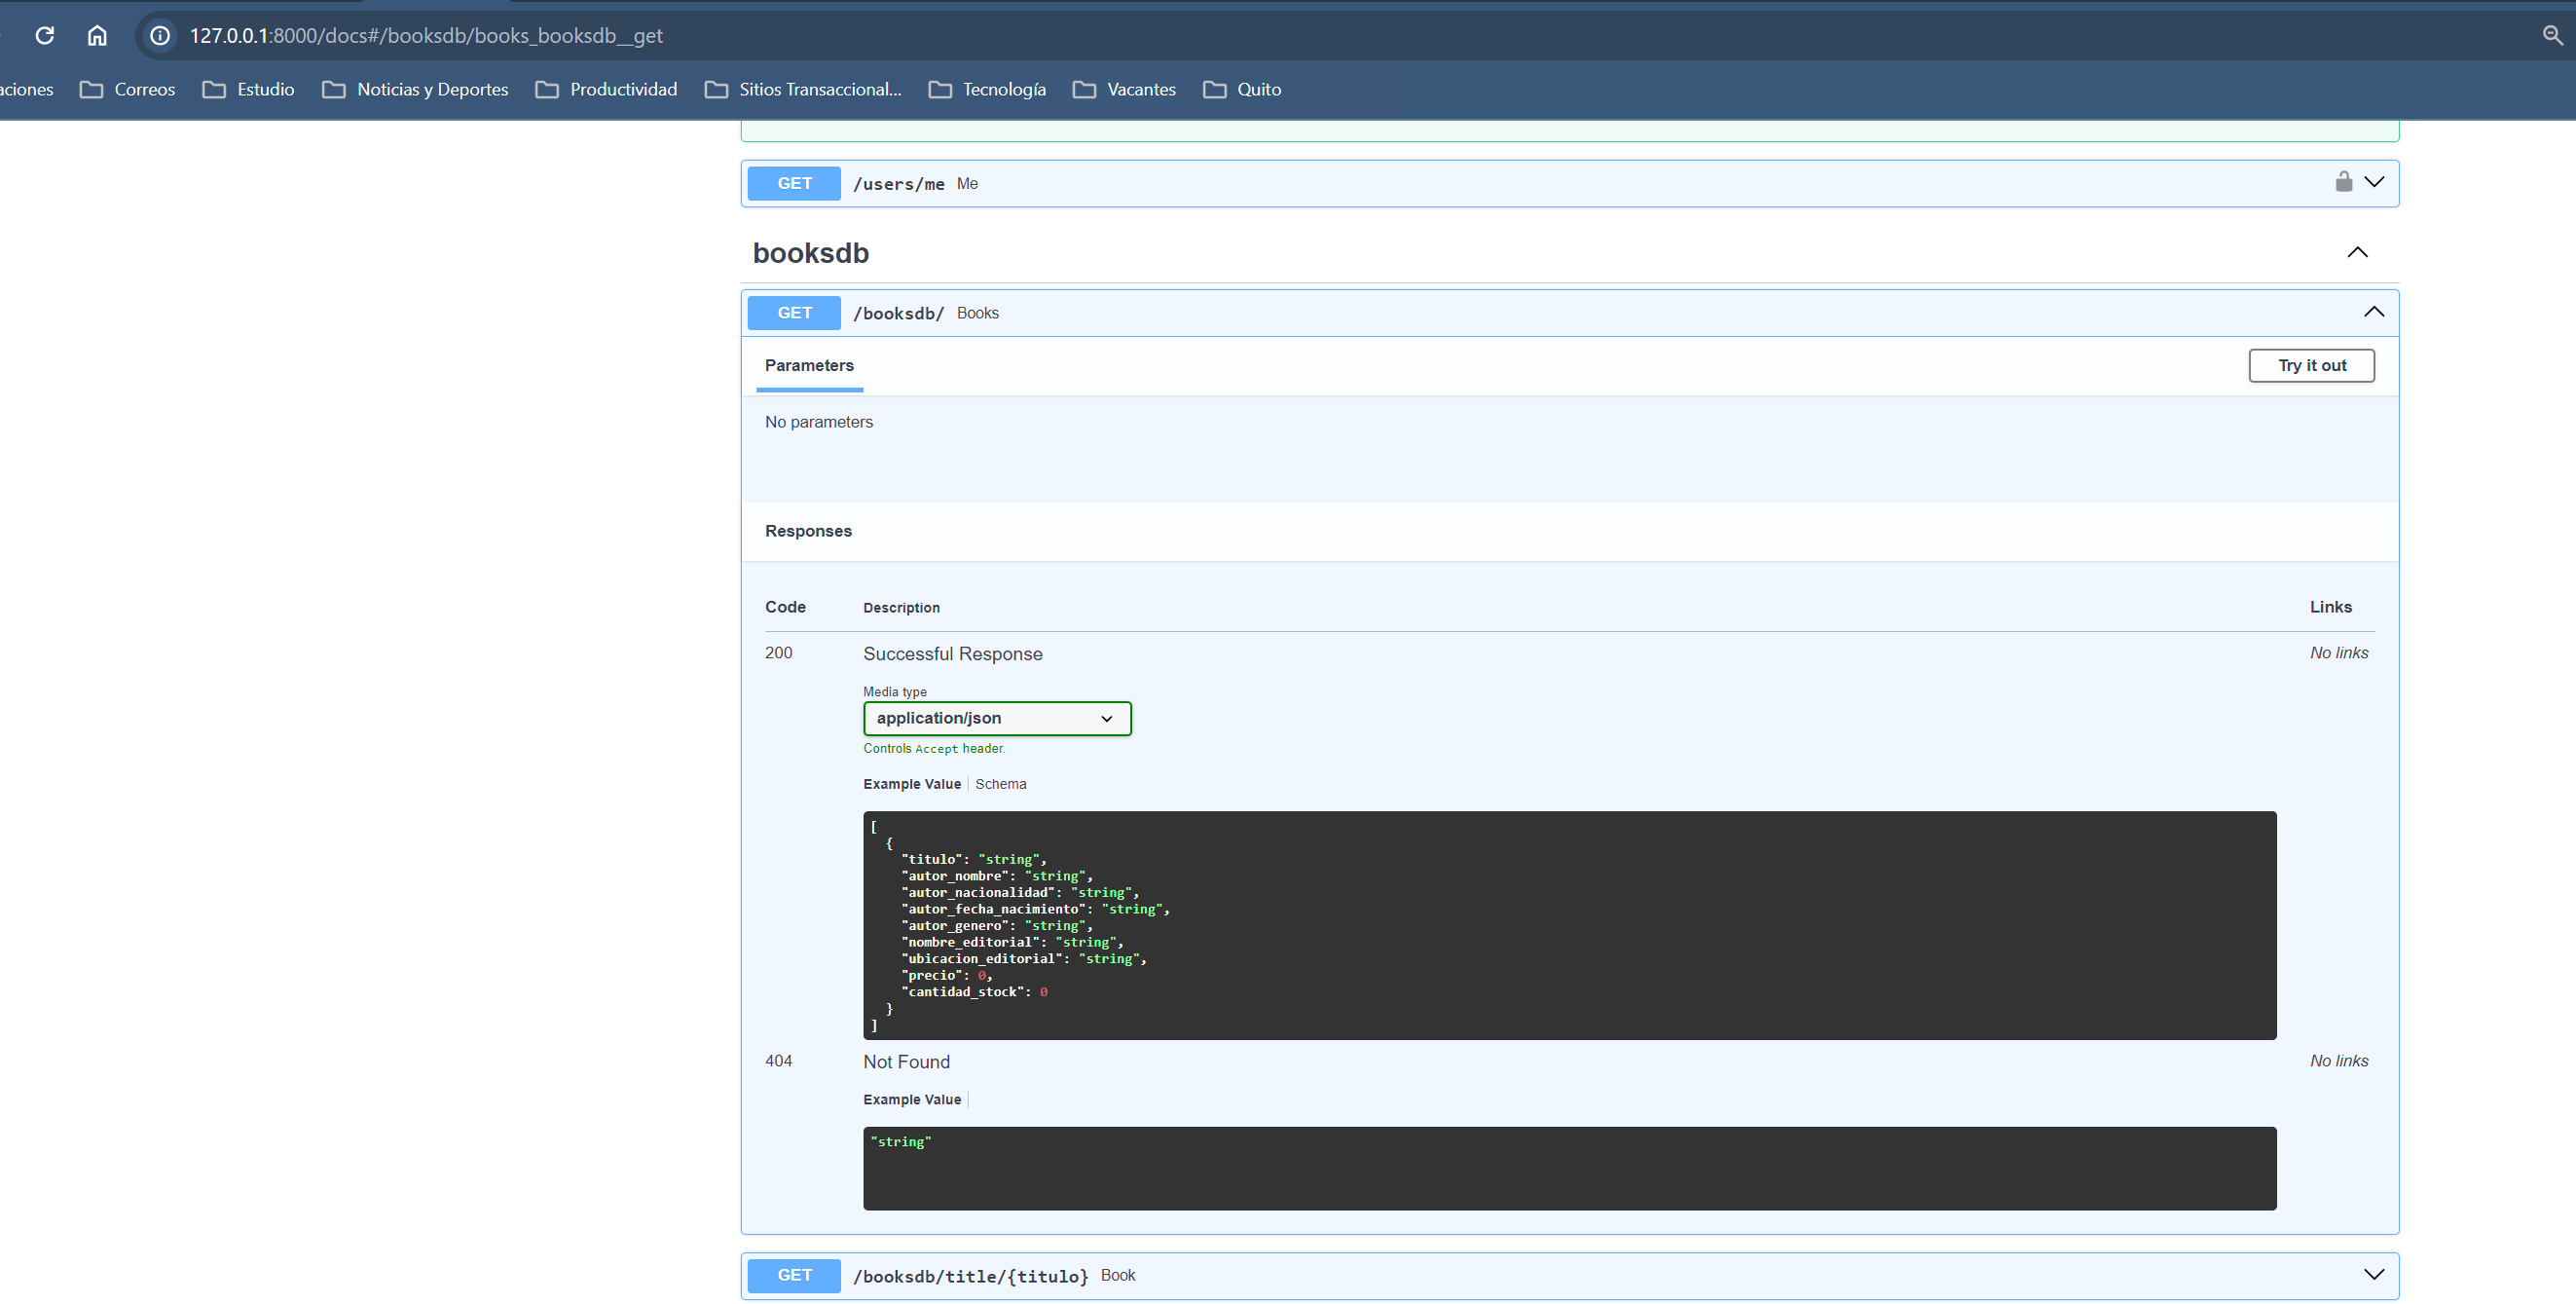 127.0.0.1:8000/docs#/booksdb/books_booksdb__get
aciones Correos Estudio Noticias y Deportes Productividad Sitios Transaccional... Tecnología Vacantes Quito
GET /users/me Me
booksdb
GET /booksdb/ Books
Parameters Try it out
No parameters
Responses
Code Description Links
200 Successful Response No links
Media type
application/json
Controls Accept header.
Example Value Schema
[
{
"titulo": "string",
"autor_nombre": "string",
"autor_nacionalidad": "string",
"autor_fecha_nacimiento": "string",
"autor_genero": "string",
"nombre_editorial": "string",
"ubicacion_editorial": "string",
"precio": 0,
"cantidad_stock": 0
}
]
404 Not Found No links
Example Value
"string"
GET /booksdb/title/{titulo} Book